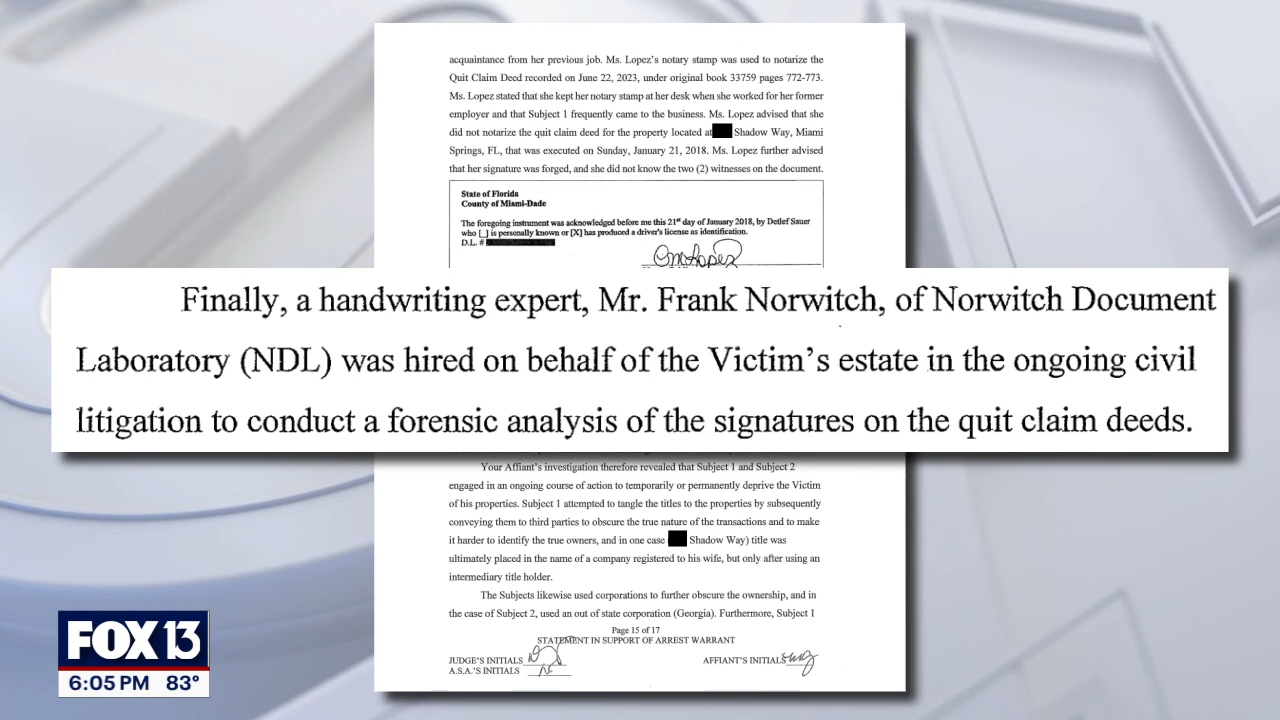 acquaintance from her previous job. Ms. Lopez's notary stamp was used to notarize the
Quit Claim Deed recorded on June 22, 2023, under original book 33759 pages 772-773.
Ms. Lopez stated that she kept her notary stamp at her desk when she worked for her former
employer and that Subject 1 frequently came to the business. Ms. Lopez advised that she
did not notarize the quit claim deed for the property located at Shadow Way, Miami
Springs, FL, that was executed on Sunday, January 21, 2018. Ms. Lopez further advised
that her signature was forged, and she did not know the two (2) witnesses on the document.
State of Florida
County of Miami-Dade
The foregoing instrument was acknowledged before me this 21st day of January 2018, by Detlef Sauer
who [_] is personally known or [X] has produced a driver's license as identification.
D.L. #
Finally, a handwriting expert, Mr. Frank Norwitch, of Norwitch Document
Laboratory (NDL) was hired on behalf of the Victim's estate in the ongoing civil
litigation to conduct a forensic analysis of the signatures on the quit claim deeds.
Your Affiant's investigation therefore revealed that Subject 1 and Subject 2
engaged in an ongoing course of action to temporarily or permanently deprive the Victim
of his properties. Subject 1 attempted to tangle the titles to the properties by subsequently
conveying them to third parties to obscure the true nature of the transactions and to make
it harder to identify the true owners, and in one case Shadow Way) title was
ultimately placed in the name of a company registered to his wife, but only after using an
intermediary title holder.
The Subjects likewise used corporations to further obscure the ownership, and in
the case of Subject 2, used an out of state corporation (Georgia). Furthermore, Subject 1
Page 15 of 17
STATEMENT IN SUPPORT OF ARREST WARRANT
JUDGE'S INITIALS
AFFIANT'S INITIALS
A.S.A.'S INITIALS
FOX 13
6:05 PM 83°